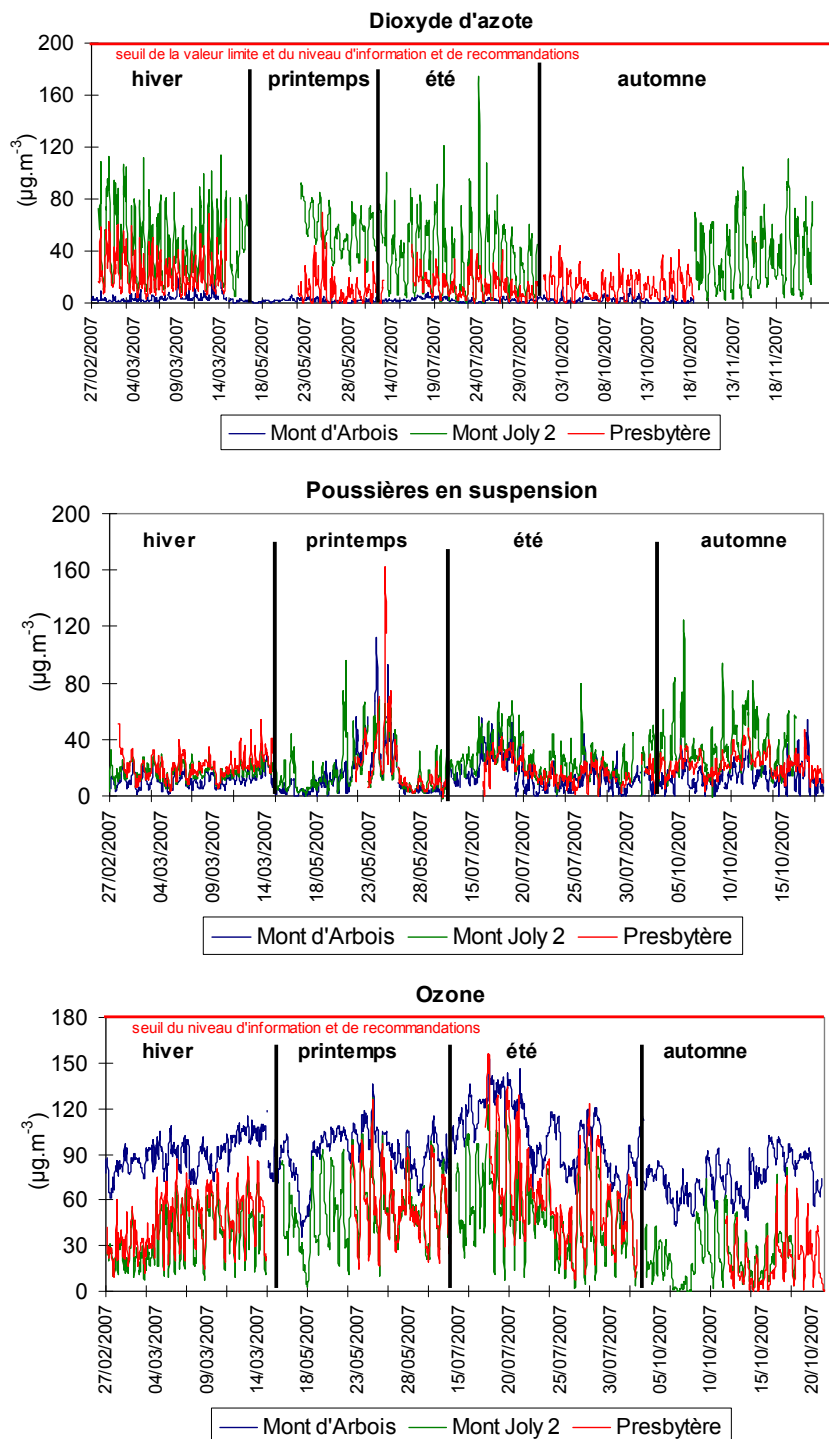 Dioxyde d'azote
seuil de la valeur limite et du niveau d'information et de recommandations
hiver printemps été automne
(µg.m-3)
200
160
120
80
40
0
27/02/2007 04/03/2007 09/03/2007 14/03/2007 18/05/2007 23/05/2007 28/05/2007 14/07/2007 19/07/2007 24/07/2007 29/07/2007 03/10/2007 08/10/2007 13/10/2007 18/10/2007 13/11/2007 18/11/2007
Mont d'Arbois Mont Joly 2 Presbytère
Poussières en suspension
hiver printemps été automne
(µg.m-3)
200
160
120
80
40
0
27/02/2007 04/03/2007 09/03/2007 14/03/2007 18/05/2007 23/05/2007 28/05/2007 15/07/2007 20/07/2007 25/07/2007 30/07/2007 05/10/2007 10/10/2007 15/10/2007
Mont d'Arbois Mont Joly 2 Presbytère
Ozone
seuil du niveau d'information et de recommandations
hiver printemps été automne
(µg.m-3)
180
150
120
90
60
30
0
27/02/2007 04/03/2007 09/03/2007 14/03/2007 18/05/2007 23/05/2007 28/05/2007 15/07/2007 20/07/2007 25/07/2007 30/07/2007 05/10/2007 10/10/2007 15/10/2007 20/10/2007
Mont d'Arbois Mont Joly 2 Presbytère